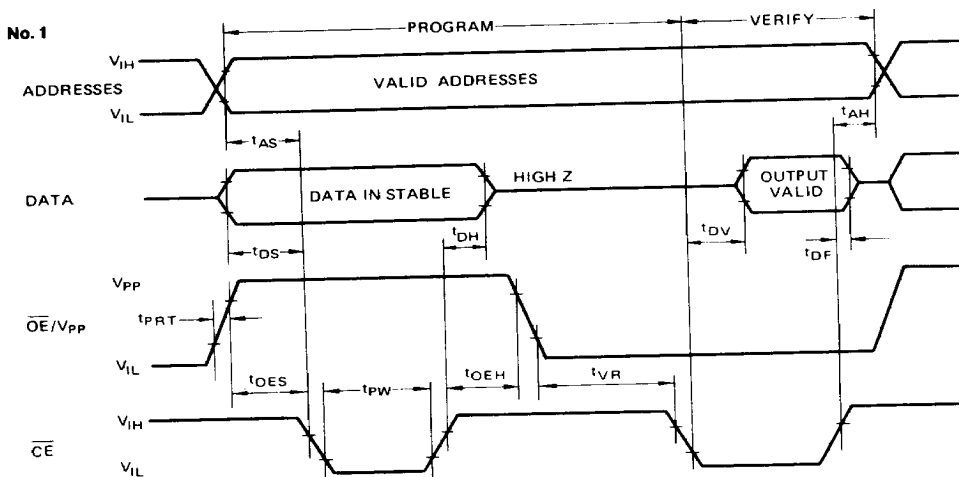 No. 1
PROGRAM
VERIFY
ADDRESSES
VIH
VIL
VALID ADDRESSES
tAS
tAH
DATA
DATA IN STABLE
HIGH Z
OUTPUT
VALID
tDS
tDH
tDV
tDF
OE/VPP
VPP
VIL
tPRT
tOES
tPW
tOEH
tVR
CE
VIH
VIL